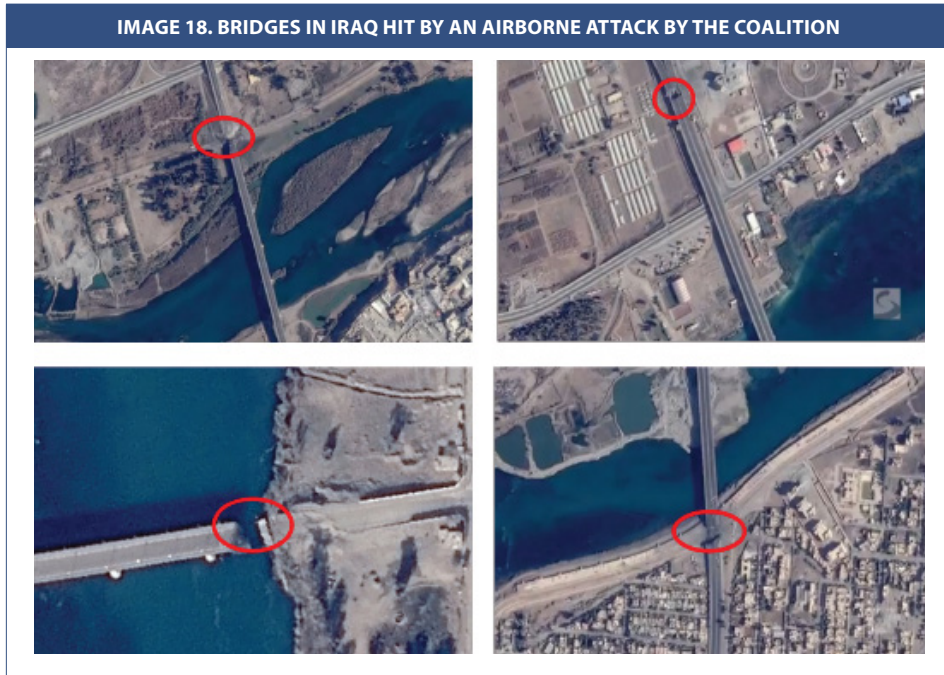 IMAGE 18. BRIDGES IN IRAQ HIT BY AN AIRBORNE ATTACK BY THE COALITION